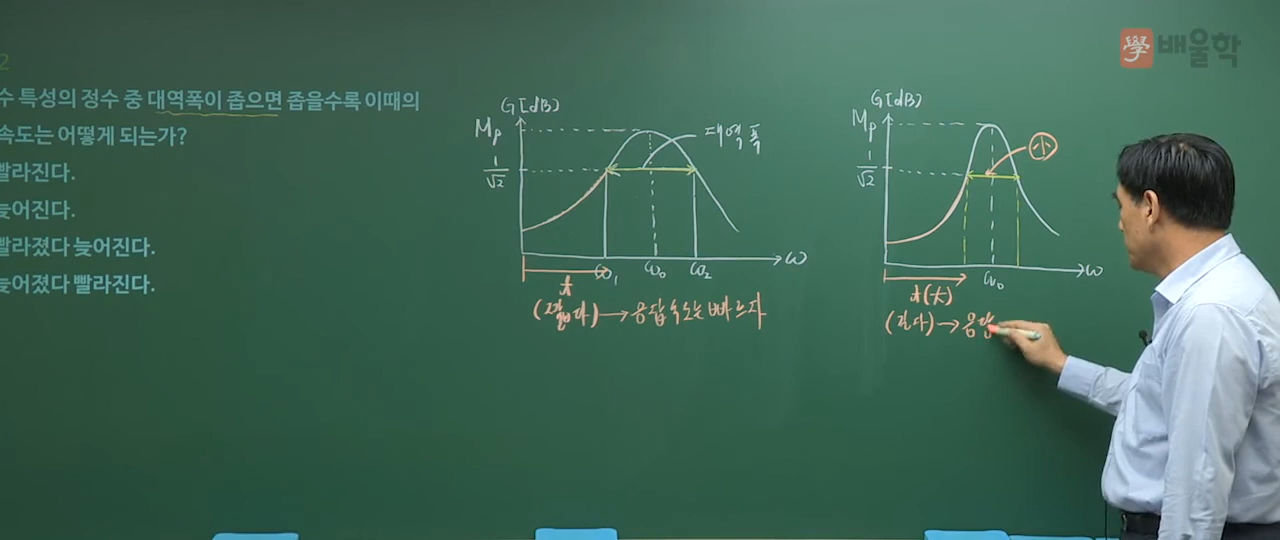 學 배울학
2
수 특성의 정수 중 대역폭이 좁으면 좁을수록 이때의
속도는 어떻게 되는가?
빨라진다.
늦어진다.
빨라졌다 늦어진다.
늦어졌다 빨라진다.
G[dB]
Mp
1/√2
대역폭
ω1 ω0 ω2 ω
t
(짧다)→응답속도는 빠르다
G[dB]
Mp
1/√2
小
ω0 ω
t(大)
(길다)→응답